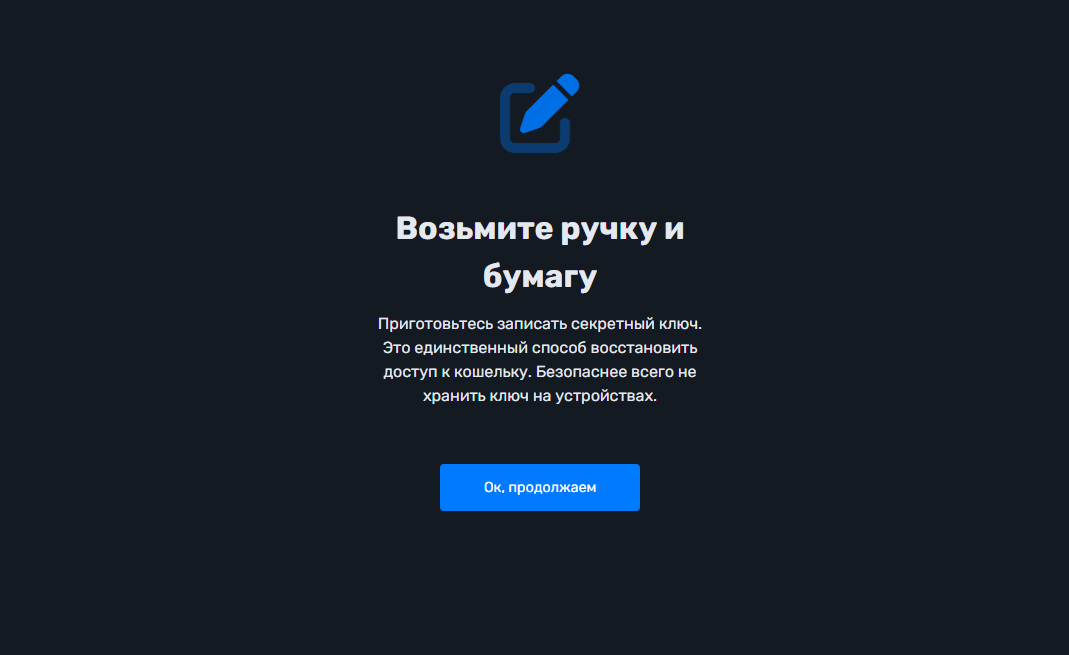 Возьмите ручку и
бумагу
Приготовьтесь записать секретный ключ.
Это единственный способ восстановить
доступ к кошельку. Безопаснее всего не
хранить ключ на устройствах.
Ок, продолжаем